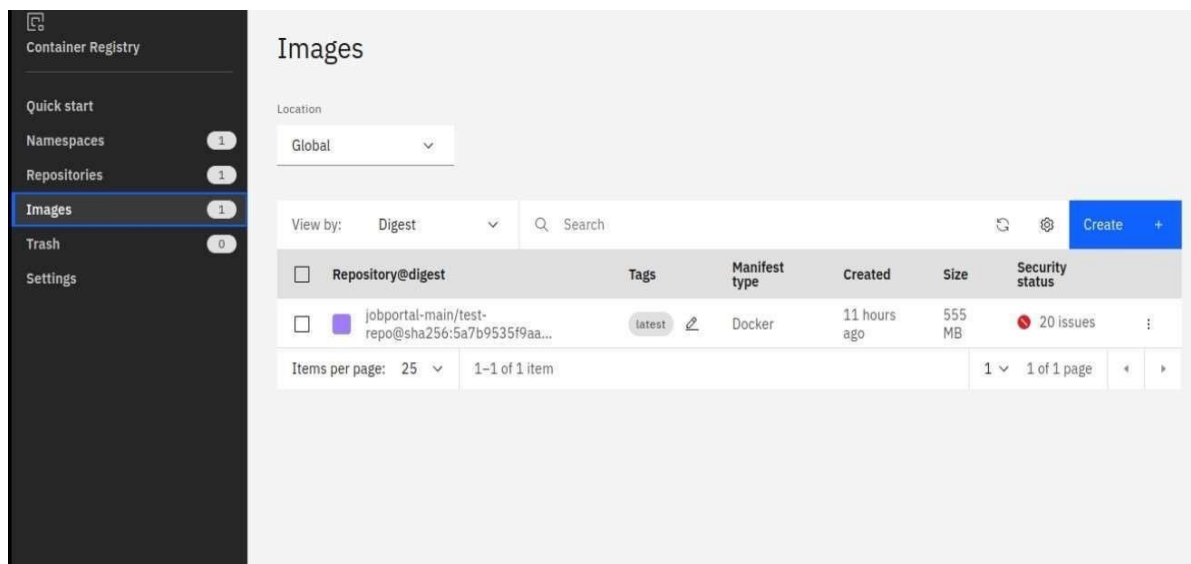 Container Registry
Quick start
Namespaces 1
Repositories 1
Images 1
Trash 0
Settings
Images
Location
Global
View by: Digest Search Create +
Repository@digest Tags Manifest type Created Size Security status
jobportal-main/test-
repo@sha256:5a7b9535f9aa... latest Docker 11 hours ago 555 MB 20 issues
Items per page: 25 1–1 of 1 item 1 1 of 1 page